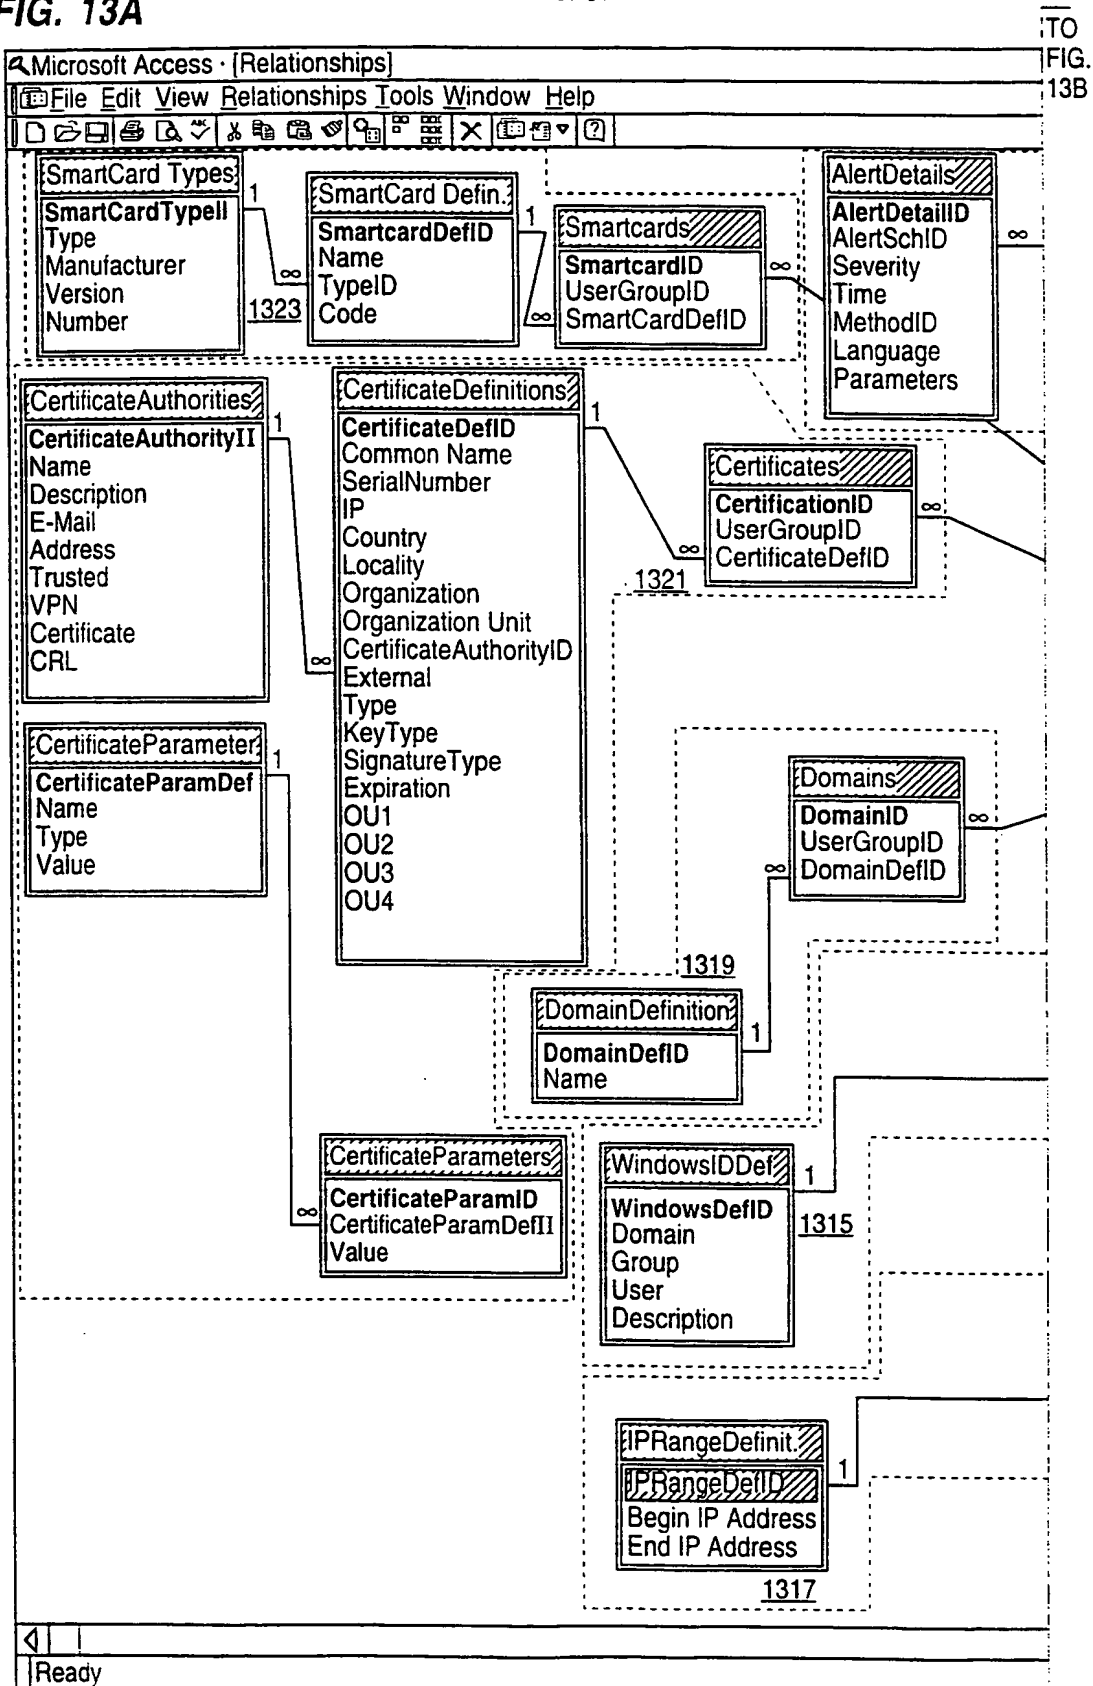 FIG. 13A
TO
FIG.
13B
Microsoft Access · [Relationships]
File Edit View Relationships Tools Window Help
SmartCard Types
SmartCardTypeII
Type
Manufacturer
Version
Number
1
∞
1323
SmartCard Defin.
SmartcardDefID
Name
TypeID
Code
1
∞
Smartcards
SmartcardID
UserGroupID
SmartCardDefID
∞
AlertDetails
AlertDetailID
AlertSchID
Severity
Time
MethodID
Language
Parameters
∞
CertificateAuthorities
CertificateAuthorityII
Name
Description
E-Mail
Address
Trusted
VPN
Certificate
CRL
1
∞
CertificateDefinitions
CertificateDefID
Common Name
SerialNumber
IP
Country
Locality
Organization
Organization Unit
CertificateAuthorityID
External
Type
KeyType
SignatureType
Expiration
OU1
OU2
OU3
OU4
1
∞
Certificates
CertificationID
UserGroupID
CertificateDefID
∞
1321
CertificateParameter
CertificateParamDef
Name
Type
Value
1
Domains
DomainID
UserGroupID
DomainDefID
∞
∞
1319
DomainDefinition
DomainDefID
Name
1
CertificateParameters
CertificateParamID
CertificateParamDefII
Value
∞
WindowsIDDef
WindowsDefID
Domain
Group
User
Description
1
1315
IPRangeDefinit.
IPRangeDefID
Begin IP Address
End IP Address
1
1317
Ready